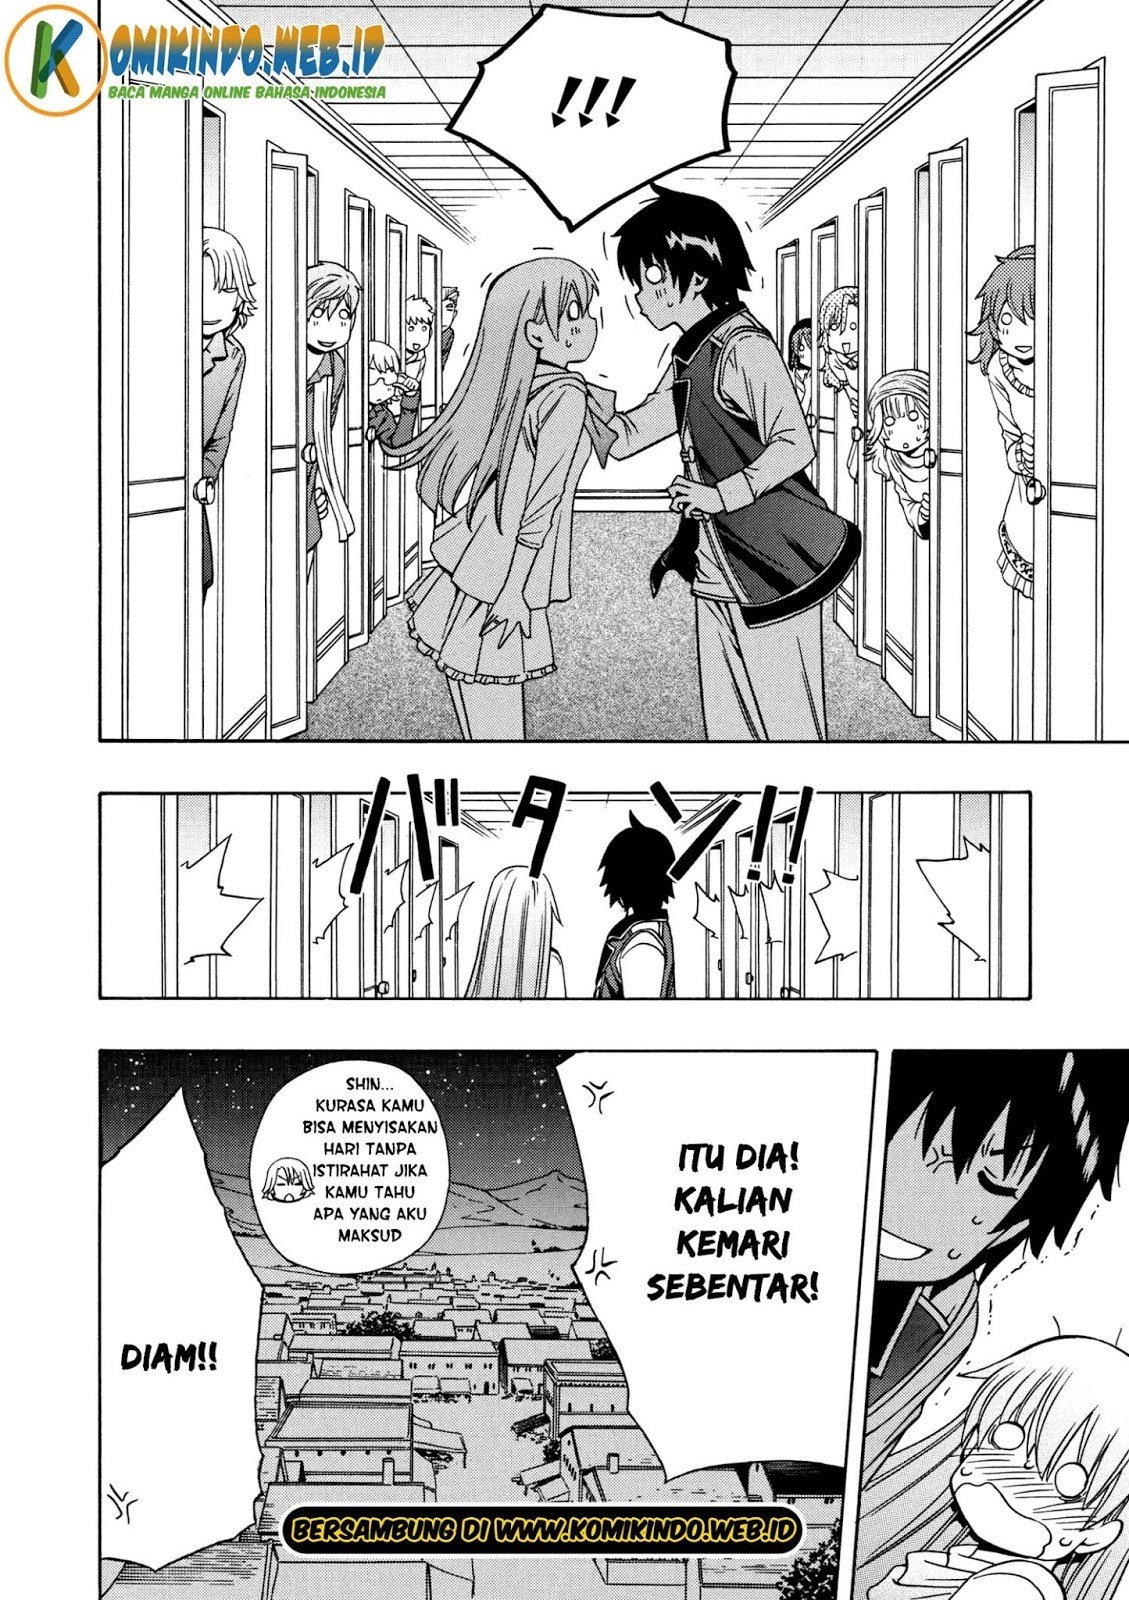 KOMIKINDO.WEB.ID
BACA MANGA ONLINE BAHASA INDONESIA
!!!
バタン!!
ITU DIA!
KALIAN
KEMARI
SEBENTAR!
SHIN...
KURASA KAMU
BISA MENYISAKAN
HARI TANPA
ISTIRAHAT JIKA
KAMU TAHU
APA YANG AKU
MAKSUD
DIAM!!
BERSAMBUNG DI WWW.KOMIKINDO.WEB.ID